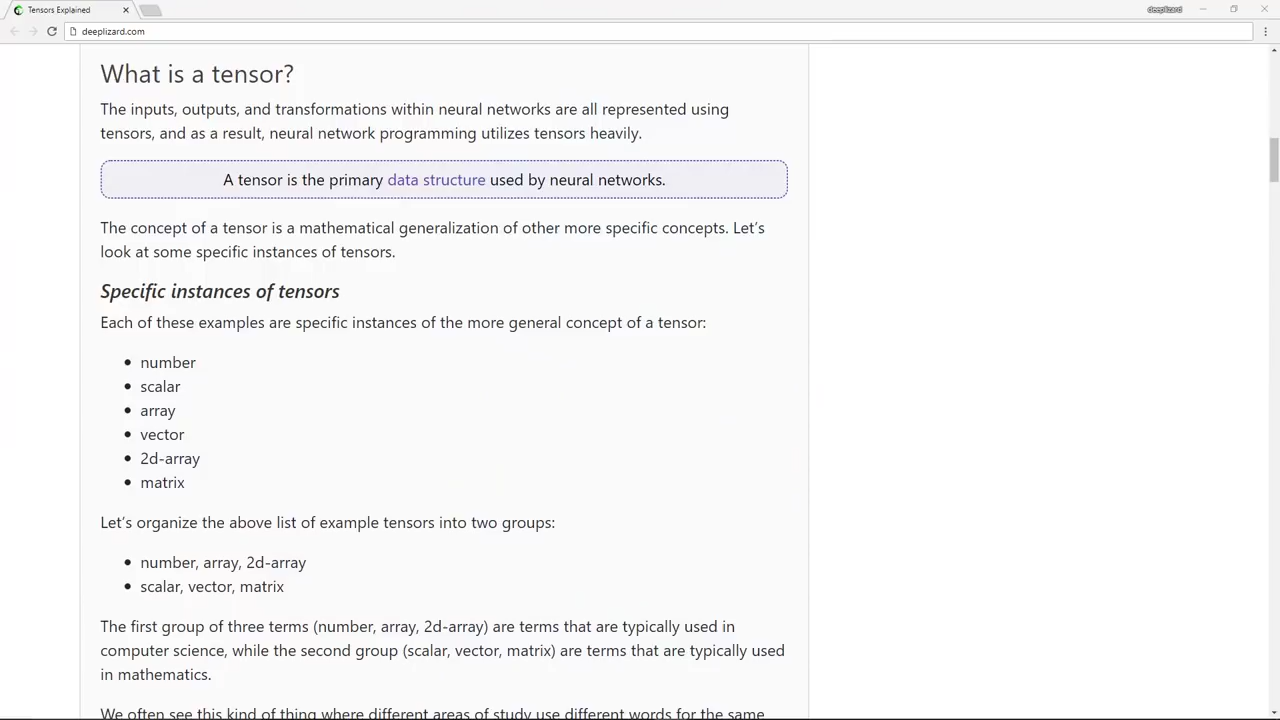 Tensors Explained
deeplizard
deeplizard.com
What is a tensor?
The inputs, outputs, and transformations within neural networks are all represented using
tensors, and as a result, neural network programming utilizes tensors heavily.
A tensor is the primary data structure used by neural networks.
The concept of a tensor is a mathematical generalization of other more specific concepts. Let's
look at some specific instances of tensors.
Specific instances of tensors
Each of these examples are specific instances of the more general concept of a tensor:
number
scalar
array
vector
2d-array
matrix
Let's organize the above list of example tensors into two groups:
number, array, 2d-array
scalar, vector, matrix
The first group of three terms (number, array, 2d-array) are terms that are typically used in
computer science, while the second group (scalar, vector, matrix) are terms that are typically used
in mathematics.
We often see this kind of thing where different areas of study use different words for the same